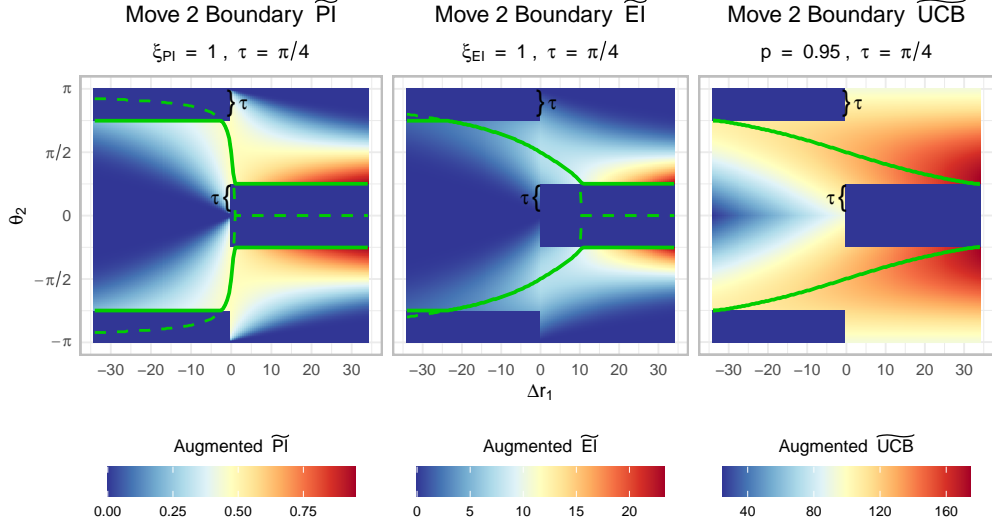 Move 2 Boundary P̃I
Move 2 Boundary ẼI
Move 2 Boundary U͠CB
ξPI = 1 , τ = π/4
ξEI = 1 , τ = π/4
p = 0.95 , τ = π/4
θ2
π
π/2
0
−π/2
−π
} τ
τ {
} τ
τ {
} τ
τ {
−30 −20 −10 0 10 20 30
−30 −20 −10 0 10 20 30
−30 −20 −10 0 10 20 30
Δr1
Augmented P̃I
0.00 0.25 0.50 0.75
Augmented ẼI
0 5 10 15 20
Augmented U͠CB
40 80 120 160